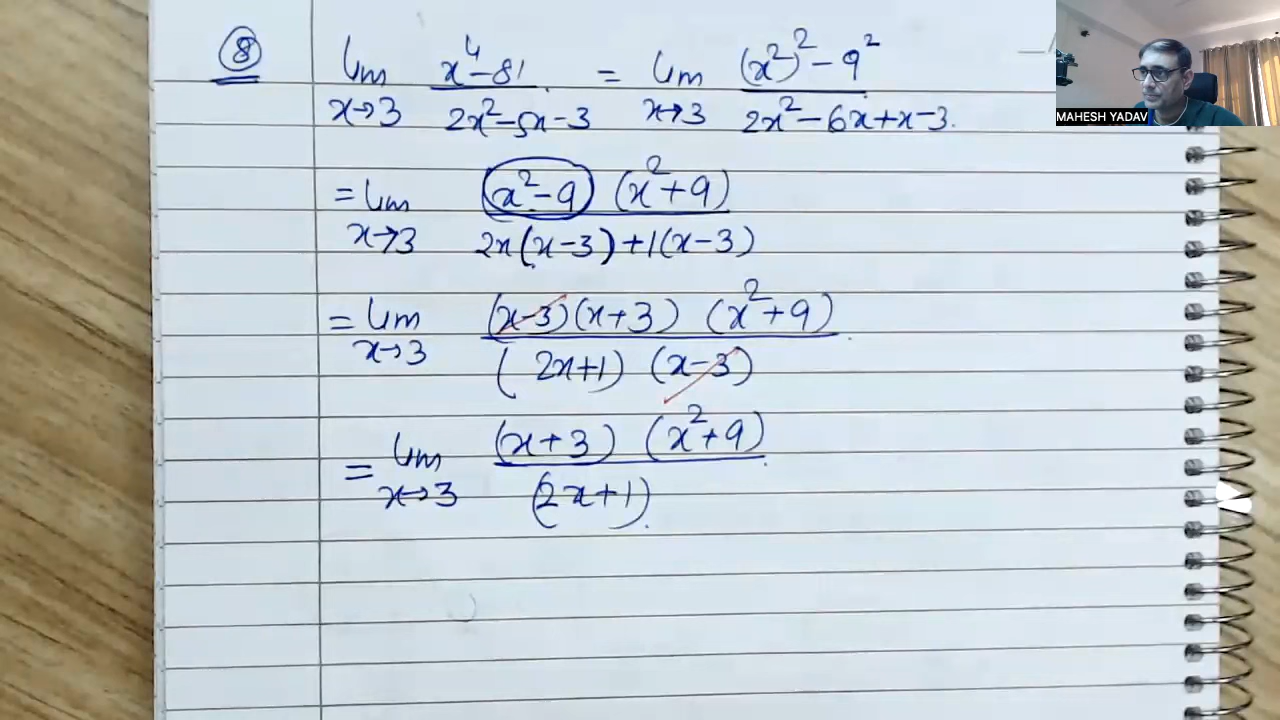 ⑧ lim x→3 x⁴-81 / 2x²-5x-3 = lim x→3 (x²)²-9² / 2x²-6x+x-3.
= lim x→3 (x²-9) (x²+9) / 2x(x-3)+1(x-3)
= lim x→3 (x-3)(x+3) (x²+9) / (2x+1) (x-3)
= lim x→3 (x+3) (x²+9) / (2x+1)
MAHESH YADAV